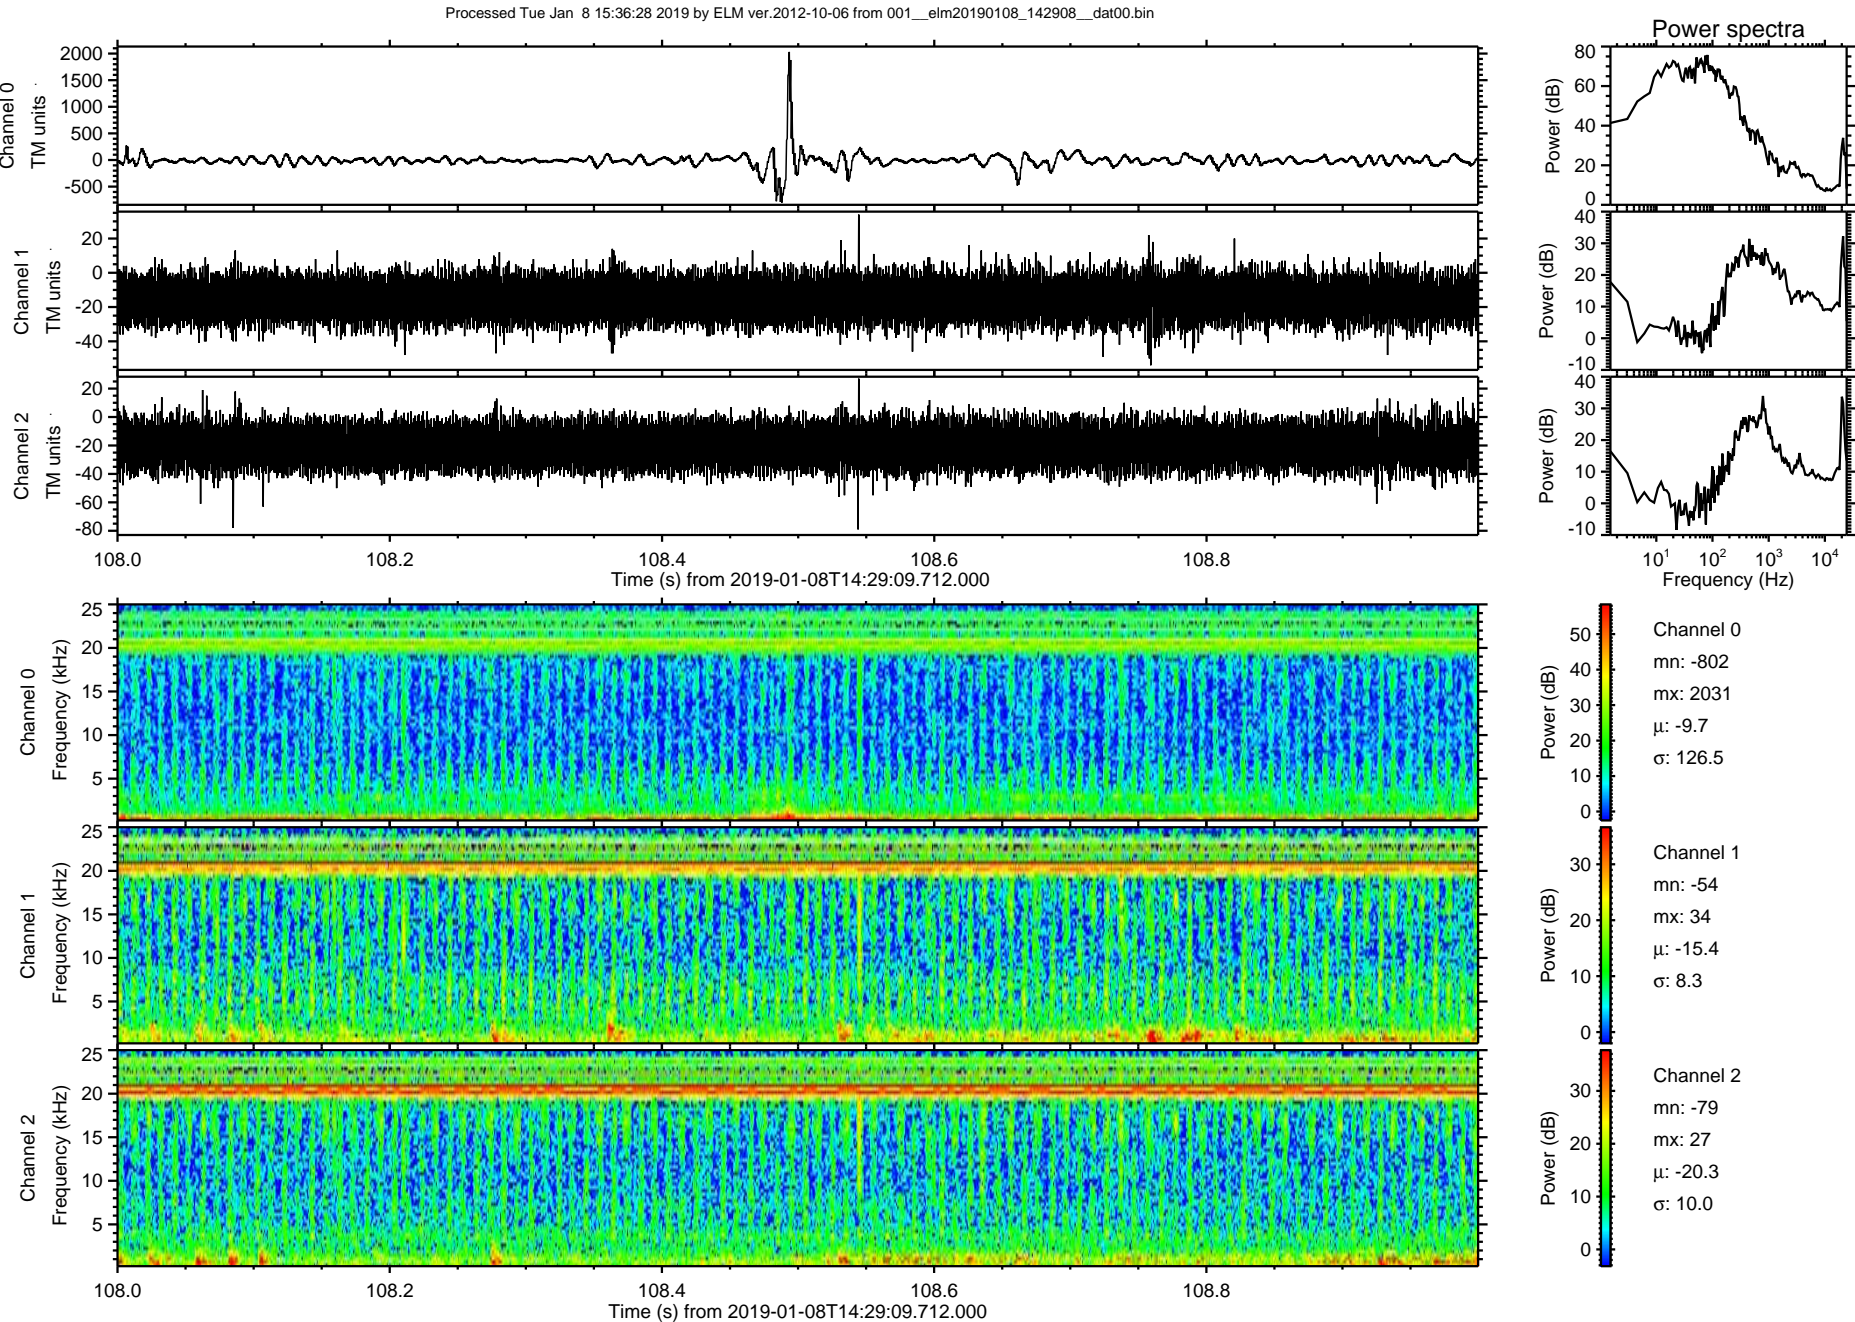 Processed Tue Jan  8 15:36:28 2019 by ELM ver.2012-10-06 from 001__elm20190108_142908__dat00.bin
Power spectra
Channel 0
TM units
2000
1500
1000
500
0
-500
Power (dB)
80
60
40
20
0
Channel 1
TM units
20
0
-20
-40
Power (dB)
40
30
20
10
0
-10
Channel 2
TM units
20
0
-20
-40
-60
-80
Power (dB)
40
30
20
10
0
-10
108.0 108.2 108.4 108.6 108.8
Time (s) from 2019-01-08T14:29:09.712.000
10¹ 10² 10³ 10⁴
Frequency (Hz)
Channel 0
Frequency (kHz)
25
20
15
10
5
Power (dB)
50
40
30
20
10
0
Channel 0
mn: -802
mx: 2031
μ: -9.7
σ: 126.5
Channel 1
Frequency (kHz)
25
20
15
10
5
Power (dB)
30
20
10
0
Channel 1
mn: -54
mx: 34
μ: -15.4
σ: 8.3
Channel 2
Frequency (kHz)
25
20
15
10
5
Power (dB)
30
20
10
0
Channel 2
mn: -79
mx: 27
μ: -20.3
σ: 10.0
108.0 108.2 108.4 108.6 108.8
Time (s) from 2019-01-08T14:29:09.712.000